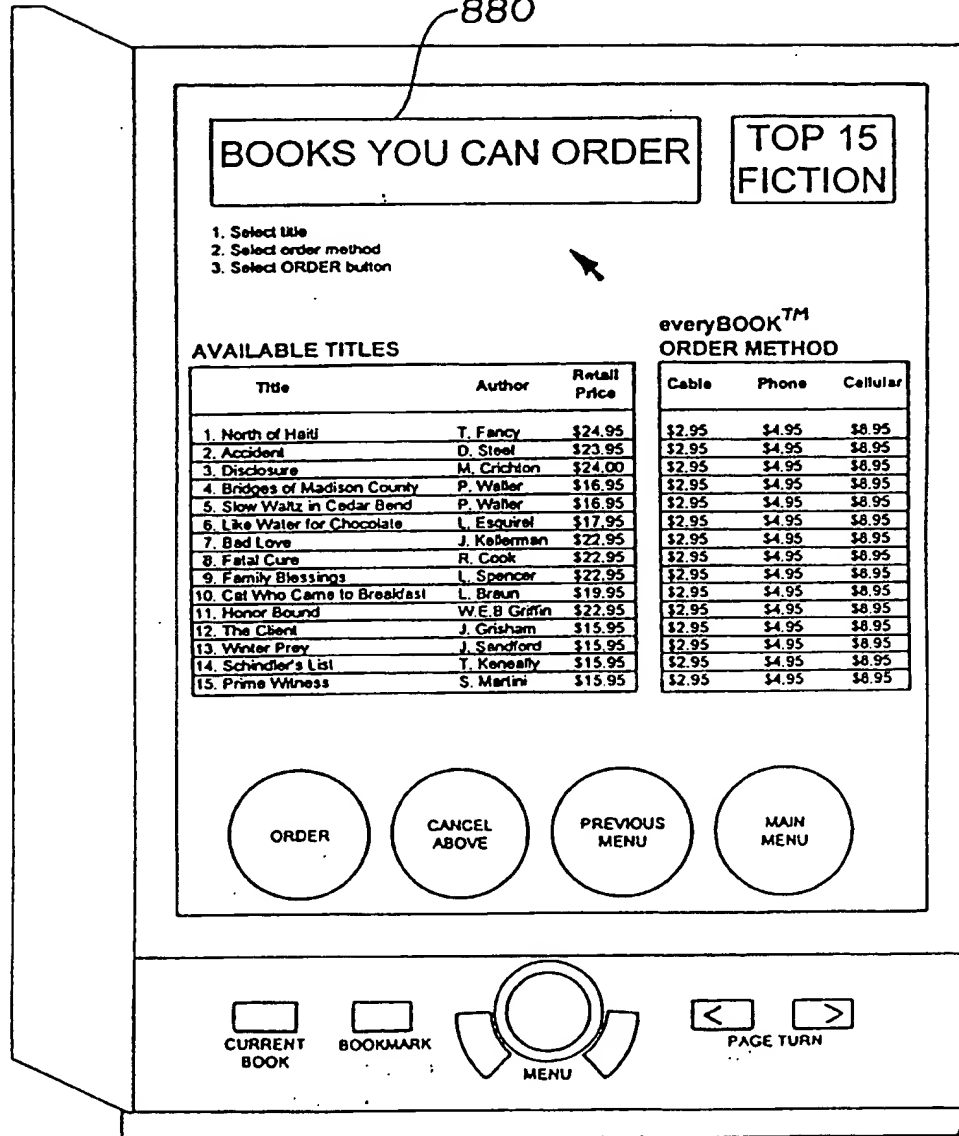 880
BOOKS YOU CAN ORDER
TOP 15
FICTION
1. Select title
2. Select order method
3. Select ORDER button
everyBOOK™
AVAILABLE TITLES ORDER METHOD
Title Author Retail Price Cable Phone Cellular
1. North of Haiti T. Fancy $24.95 $2.95 $4.95 $8.95
2. Accident D. Steel $23.95 $2.95 $4.95 $8.95
3. Disclosure M. Crichton $24.00 $2.95 $4.95 $8.95
4. Bridges of Madison County P. Waller $16.95 $2.95 $4.95 $8.95
5. Slow Waltz in Cedar Bend P. Waller $16.95 $2.95 $4.95 $8.95
6. Like Water for Chocolate L. Esquirel $17.95 $2.95 $4.95 $8.95
7. Bad Love J. Kellerman $22.95 $2.95 $4.95 $8.95
8. Fatal Cure R. Cook $22.95 $2.95 $4.95 $8.95
9. Family Blessings L. Spencer $22.95 $2.95 $4.95 $8.95
10. Cat Who Came to Breakfast L. Braun $19.95 $2.95 $4.95 $8.95
11. Honor Bound W.E.B Griffin $22.95 $2.95 $4.95 $8.95
12. The Client J. Grisham $15.95 $2.95 $4.95 $8.95
13. Winter Prey J. Sandford $15.95 $2.95 $4.95 $8.95
14. Schindler's List T. Keneally $15.95 $2.95 $4.95 $8.95
15. Prime Witness S. Martini $15.95 $2.95 $4.95 $8.95
ORDER
CANCEL
ABOVE
PREVIOUS
MENU
MAIN
MENU
CURRENT
BOOK
BOOKMARK
MENU
< >
PAGE TURN